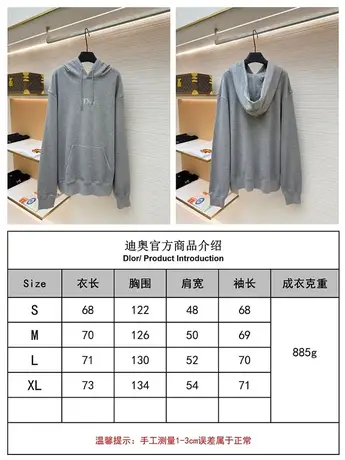 迪奥官方商品介绍
DIor/ Product Introduction
Size 衣长 胸围 肩宽 袖长 成衣克重
S 68 122 48 68
M 70 126 50 69
L 71 130 52 70
XL 73 134 54 71
885g
温馨提示：手工测量1-3cm误差属于正常